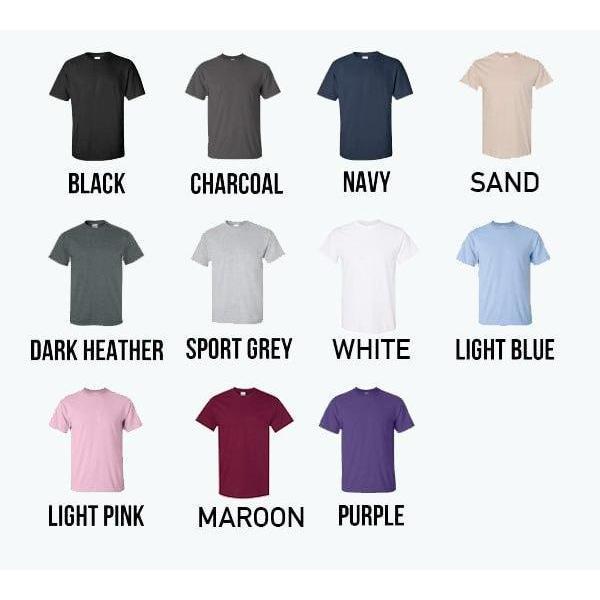 BLACK
CHARCOAL
NAVY
SAND
DARK HEATHER
SPORT GREY
WHITE
LIGHT BLUE
LIGHT PINK
MAROON
PURPLE